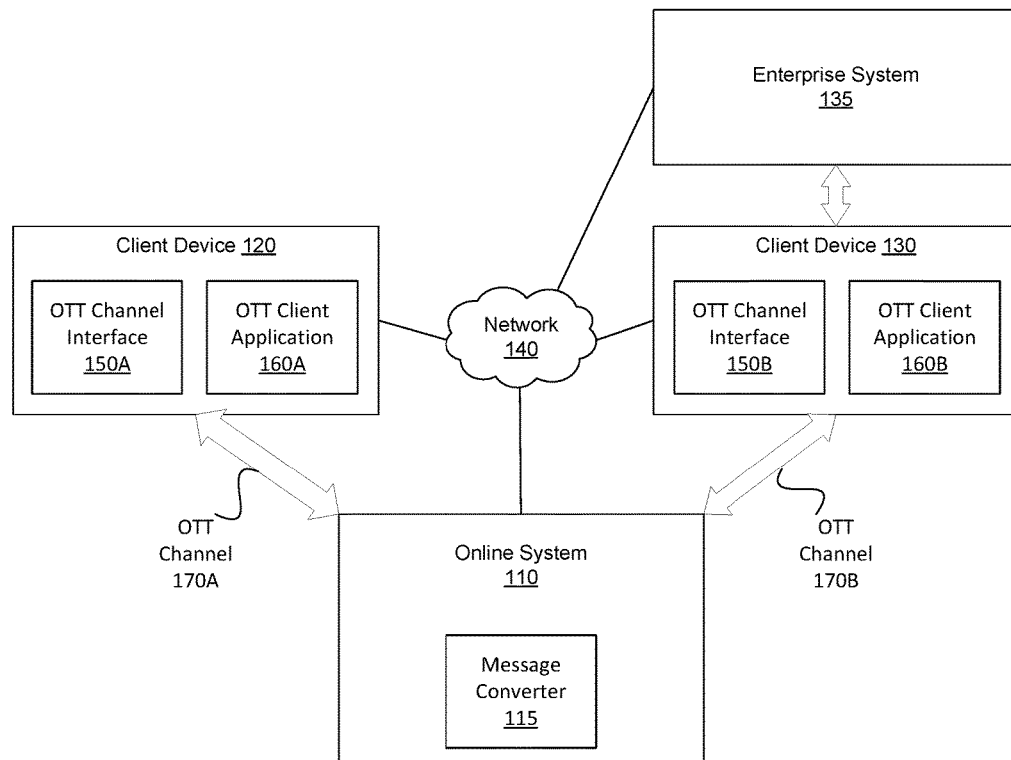 Enterprise System
135
Client Device 120
OTT Channel
Interface
150A
OTT Client
Application
160A
Network
140
Client Device 130
OTT Channel
Interface
150B
OTT Client
Application
160B
OTT
Channel
170A
OTT
Channel
170B
Online System
110
Message
Converter
115